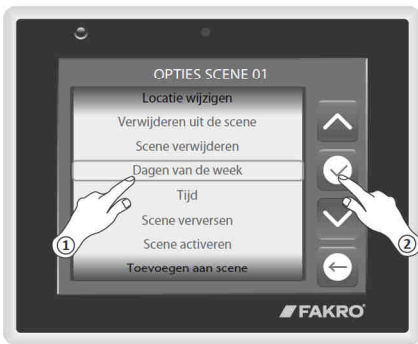 OPTIES SCENE 01
Locatie wijzigen
Verwijderen uit de scene
Scene verwijderen
Dagen van de week
Tijd
Scene verversen
Scene activeren
Toevoegen aan scene
1
2
FAKRO